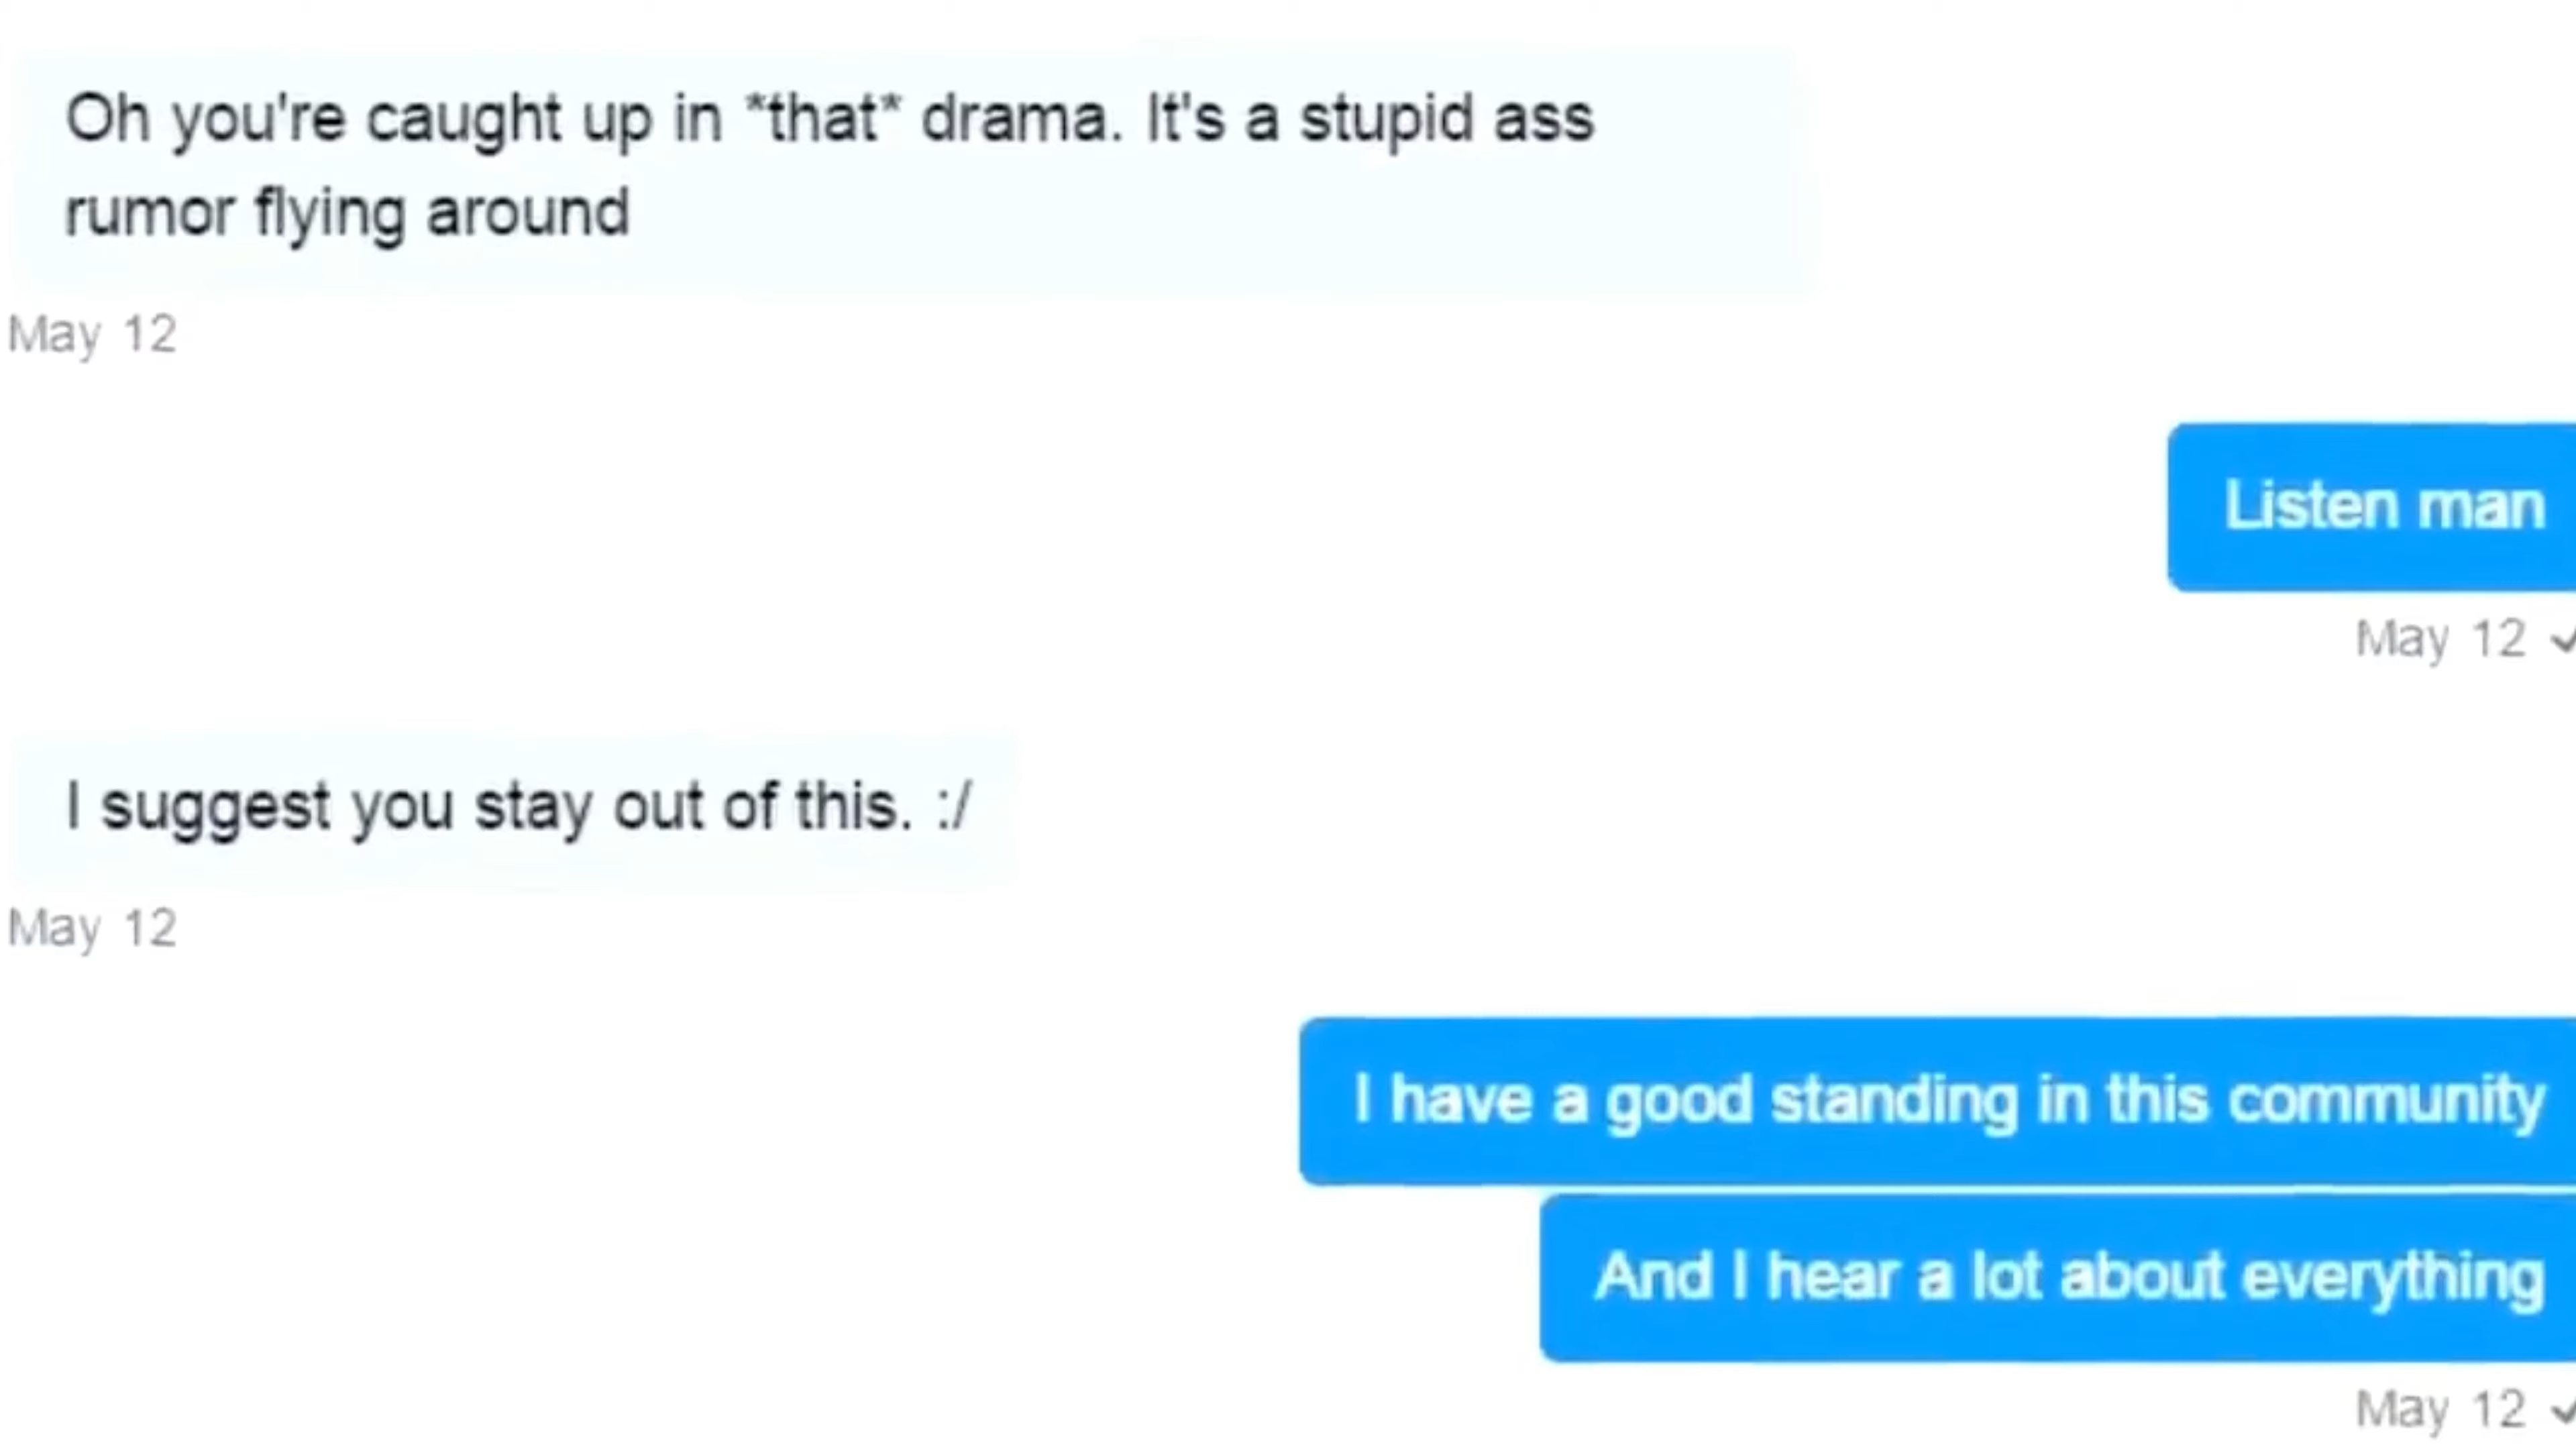 Oh you're caught up in *that* drama. It's a stupid ass
rumor flying around
May 12
Listen man
May 12
I suggest you stay out of this. :/
May 12
I have a good standing in this community
And I hear a lot about everything
May 12